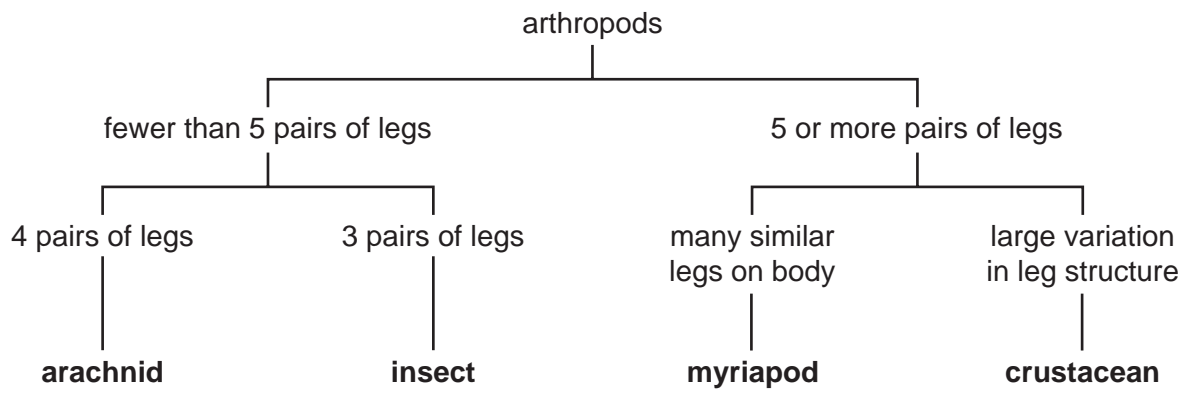 arthropods
fewer than 5 pairs of legs
5 or more pairs of legs
4 pairs of legs
3 pairs of legs
many similar
legs on body
large variation
in leg structure
arachnid
insect
myriapod
crustacean